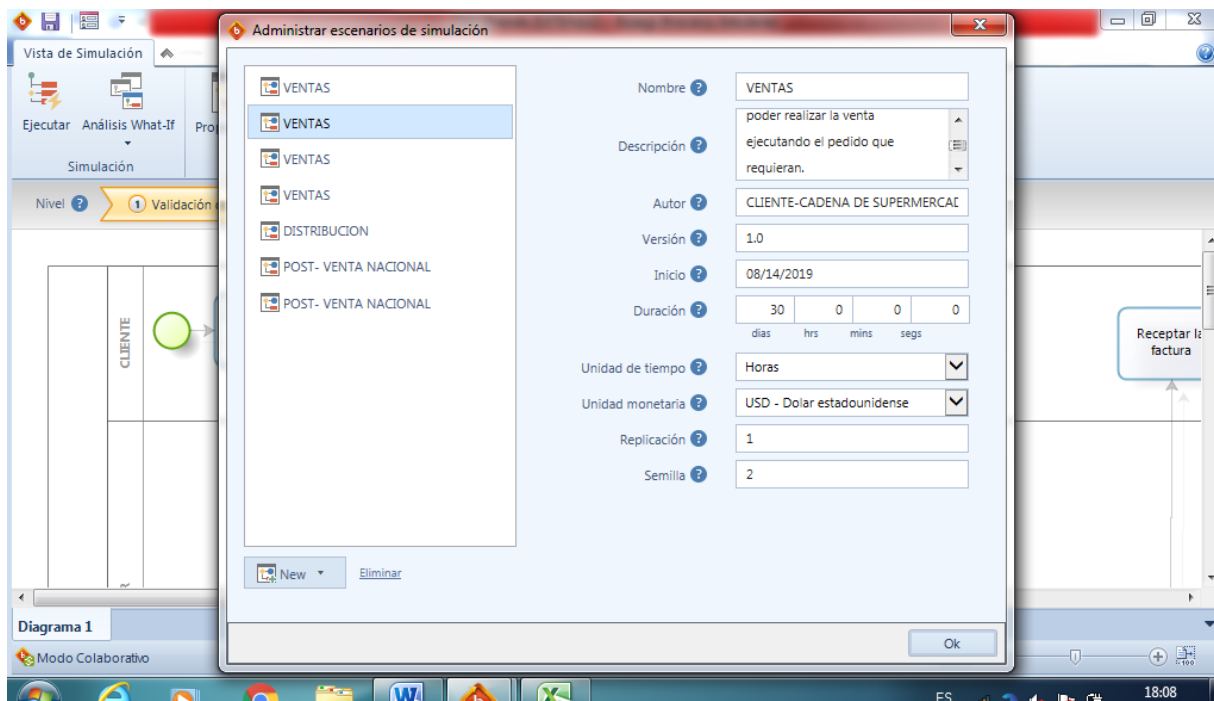 Administrar escenarios de simulación
Vista de Simulación
Ejecutar Análisis What-If
Simulación
Nivel ? 1 Validación
CLIENTE
Receptar la
factura
VENTAS
VENTAS
VENTAS
VENTAS
DISTRIBUCION
POST- VENTA NACIONAL
POST- VENTA NACIONAL
New
Eliminar
Nombre ? VENTAS
Descripción ? poder realizar la venta
ejecutando el pedido que
requieran.
Autor ? CLIENTE-CADENA DE SUPERMERCAD
Versión ? 1.0
Inicio ? 08/14/2019
Duración ? 30 0 0 0
dias hrs mins segs
Unidad de tiempo ? Horas
Unidad monetaria ? USD - Dolar estadounidense
Replicación ? 1
Semilla ? 2
Ok
Diagrama 1
Modo Colaborativo
ES
18:08